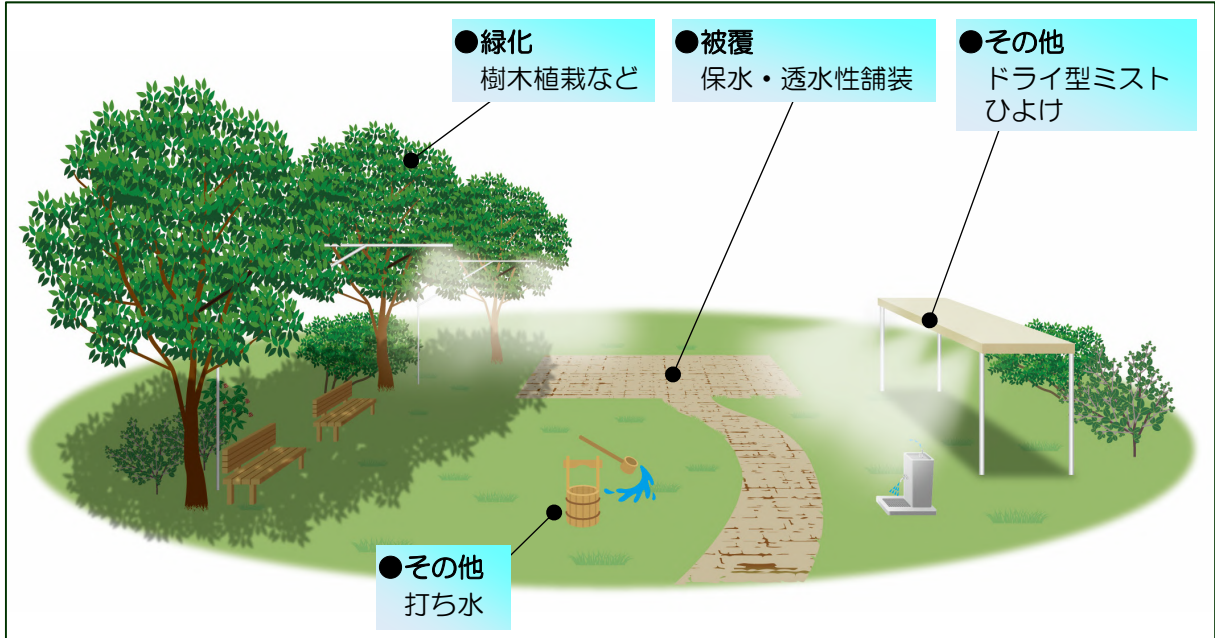 ●緑化
樹木植栽など
●被覆
保水・透水性舗装
●その他
ドライ型ミスト
ひよけ
●その他
打ち水